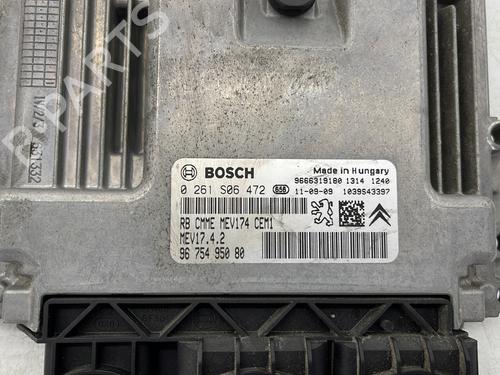 BOSCH
Made in Hungary
9666319180 1314 1240
0 261 S06 472 658 11-09-09 1039S43397
RB CMME MEV174 CEM1
MEV17.4.2
96 754 950 80